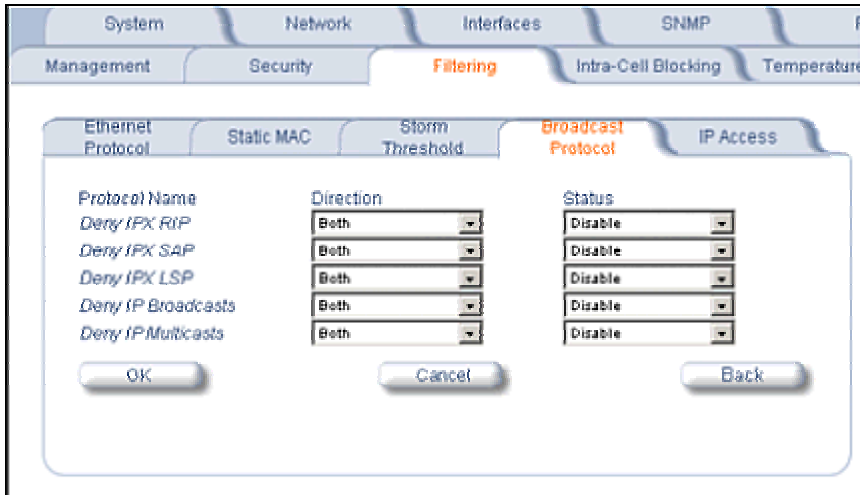 System Network Interfaces SNMP
Management Security Filtering Intra-Cell Blocking Temperature
Ethernet Protocol Static MAC Storm Threshold Broadcast Protocol IP Access
Protocol Name Direction Status
Deny IPX RIP Both Disable
Deny IPX SAP Both Disable
Deny IPX LSP Both Disable
Deny IP Broadcasts Both Disable
Deny IP Multicasts Both Disable
OK Cancel Back